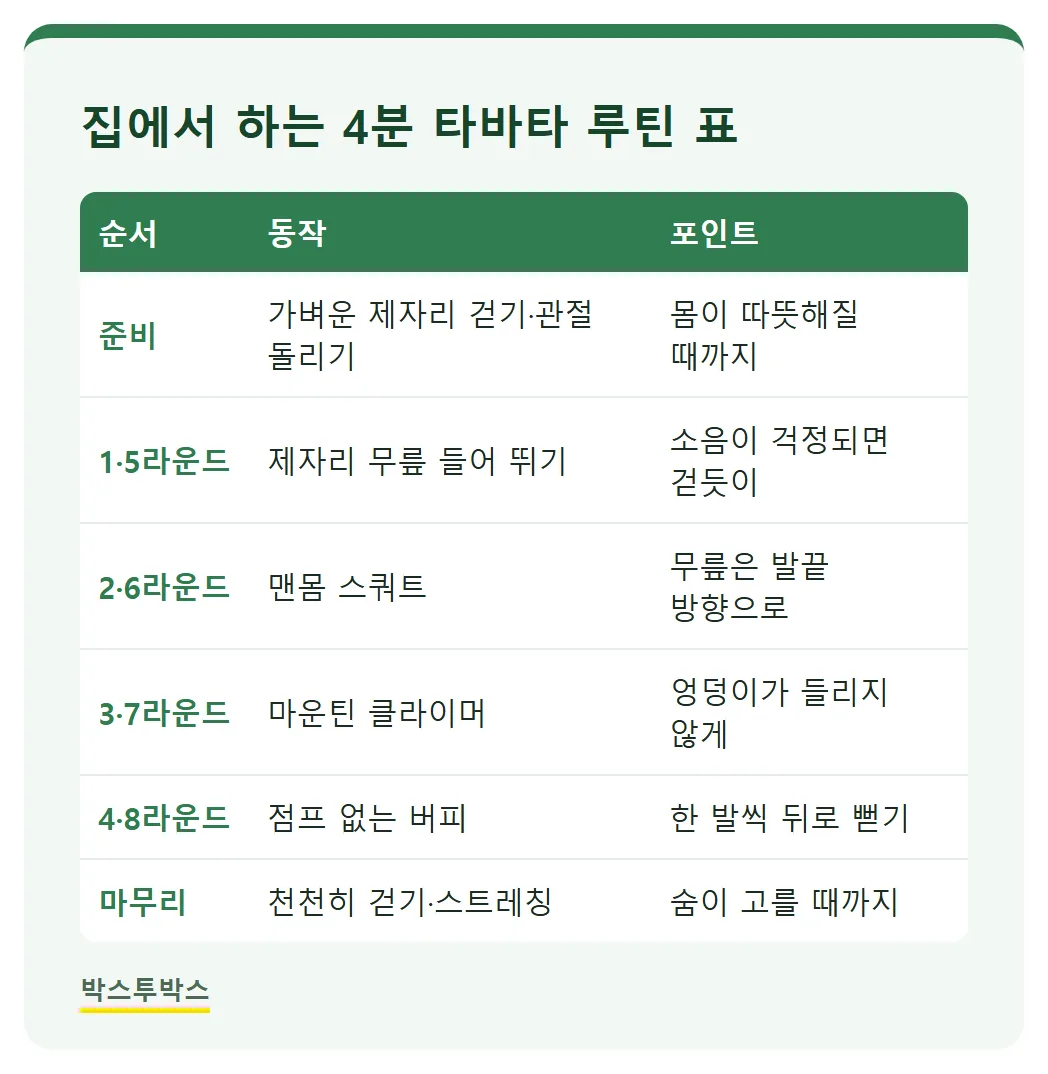 집에서 하는 4분 타바타 루틴 표
순서 동작 포인트
준비 가벼운 제자리 걷기·관절 돌리기 몸이 따뜻해질 때까지
1·5라운드 제자리 무릎 들어 뛰기 소음이 걱정되면 걷듯이
2·6라운드 맨몸 스쿼트 무릎은 발끝 방향으로
3·7라운드 마운틴 클라이머 엉덩이가 들리지 않게
4·8라운드 점프 없는 버피 한 발씩 뒤로 뻗기
마무리 천천히 걷기·스트레칭 숨이 고를 때까지
박스투박스